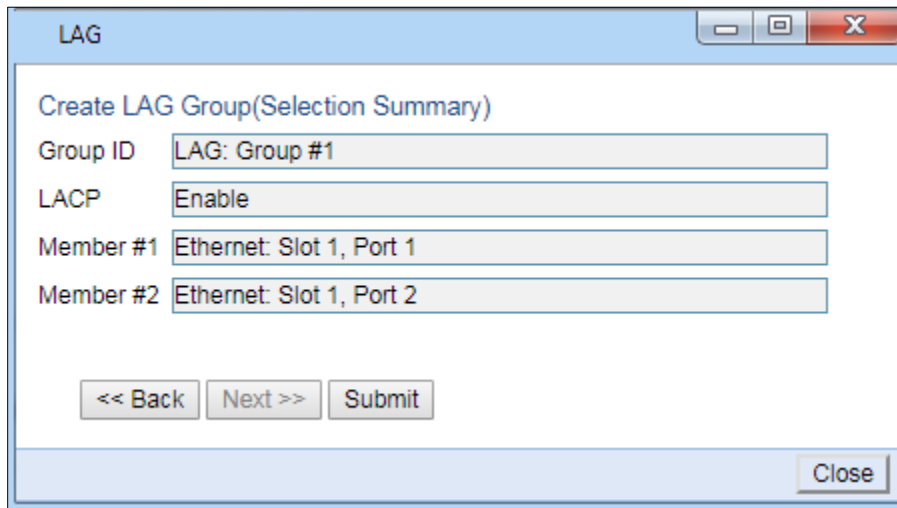 LAG
Create LAG Group(Selection Summary)
Group ID LAG: Group #1
LACP Enable
Member #1 Ethernet: Slot 1, Port 1
Member #2 Ethernet: Slot 1, Port 2
<< Back Next >> Submit
Close